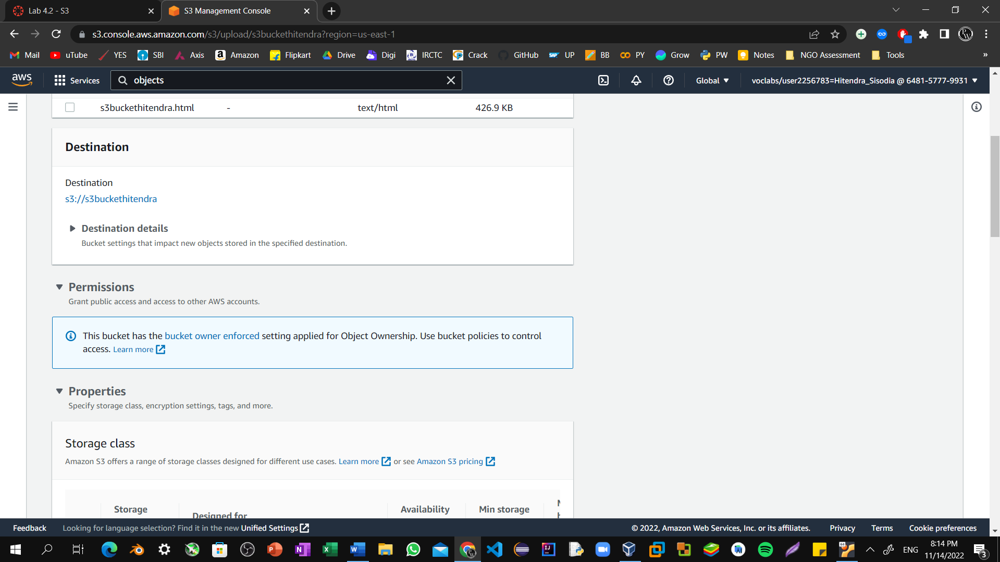 Lab 4.2 - S3
S3 Management Console
s3.console.aws.amazon.com/s3/upload/s3buckethitendra?region=us-east-1
Mail uTube YES SBI Axis Amazon Flipkart Drive Digi IRCTC Crack GitHub UP BB PY Grow PW Notes NGO Assessment Tools »
aws Services objects Global voclabs/user2256783=Hitendra_Sisodia @ 6481-5777-9931
s3buckethitendra.html - text/html 426.9 KB
Destination
Destination
s3://s3buckethitendra
Destination details
Bucket settings that impact new objects stored in the specified destination.
Permissions
Grant public access and access to other AWS accounts.
This bucket has the bucket owner enforced setting applied for Object Ownership. Use bucket policies to control
access. Learn more
Properties
Specify storage class, encryption settings, tags, and more.
Storage class
Amazon S3 offers a range of storage classes designed for different use cases. Learn more or see Amazon S3 pricing
Storage Designed for Availability Min storage
Feedback Looking for language selection? Find it in the new Unified Settings © 2022, Amazon Web Services, Inc. or its affiliates. Privacy Terms Cookie preferences
ENG 8:14 PM
11/14/2022 3